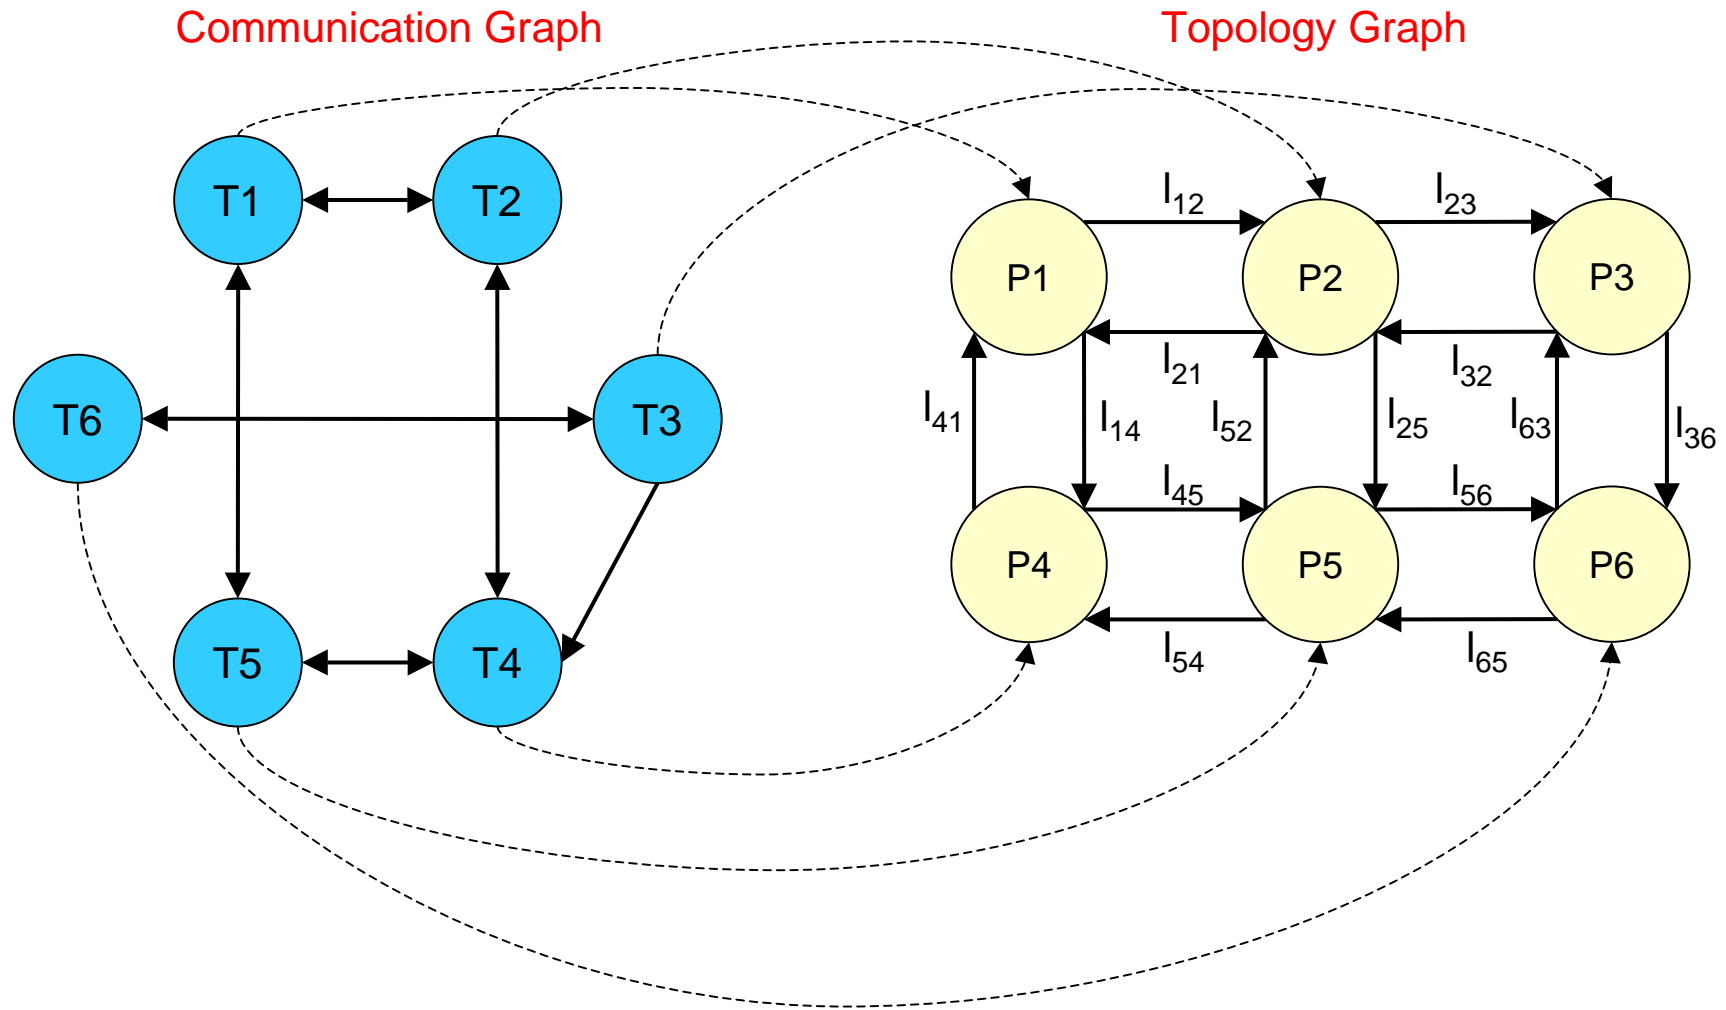 Communication Graph
Topology Graph
T1
T2
T6
T3
T5
T4
l12
l23
P1
P2
P3
l21
l32
l41
l14
l52
l25
l63
l36
l45
l56
P4
P5
P6
l54
l65